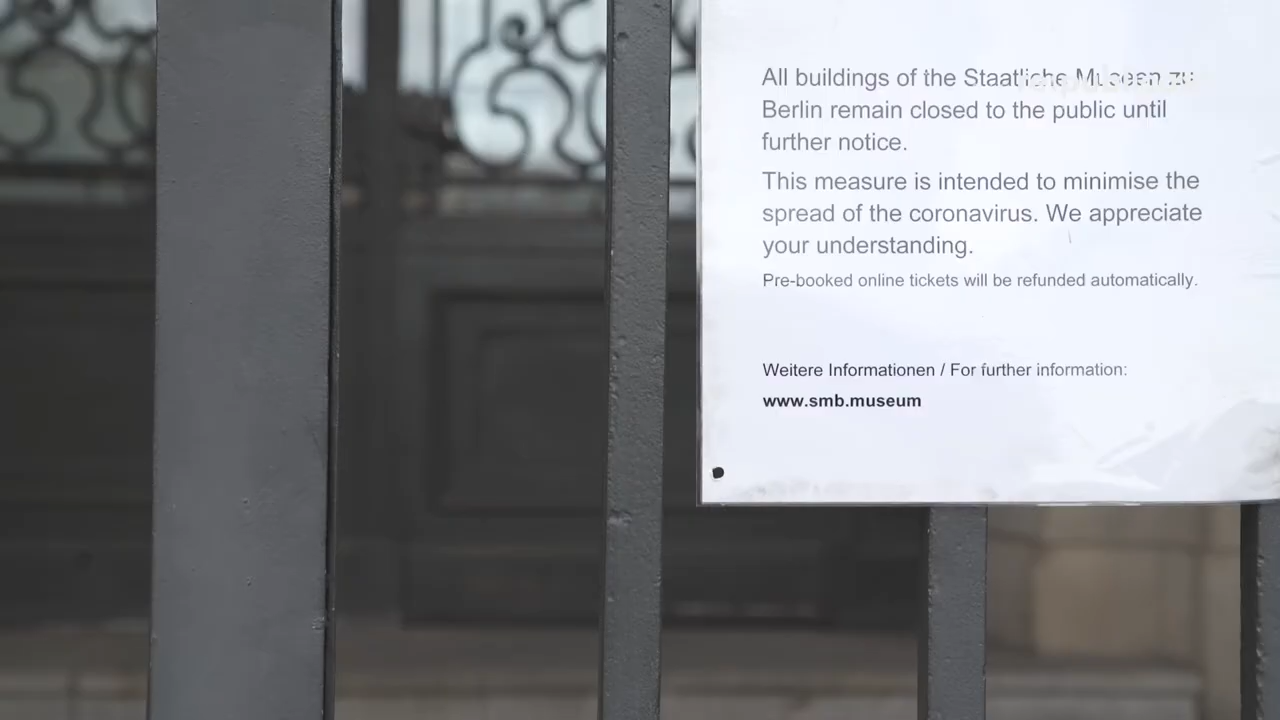 All buildings of the Staatliche Museen zu
Berlin remain closed to the public until
further notice.
This measure is intended to minimise the
spread of the coronavirus. We appreciate
your understanding.
Pre-booked online tickets will be refunded automatically.
Weitere Informationen / For further information:
www.smb.museum